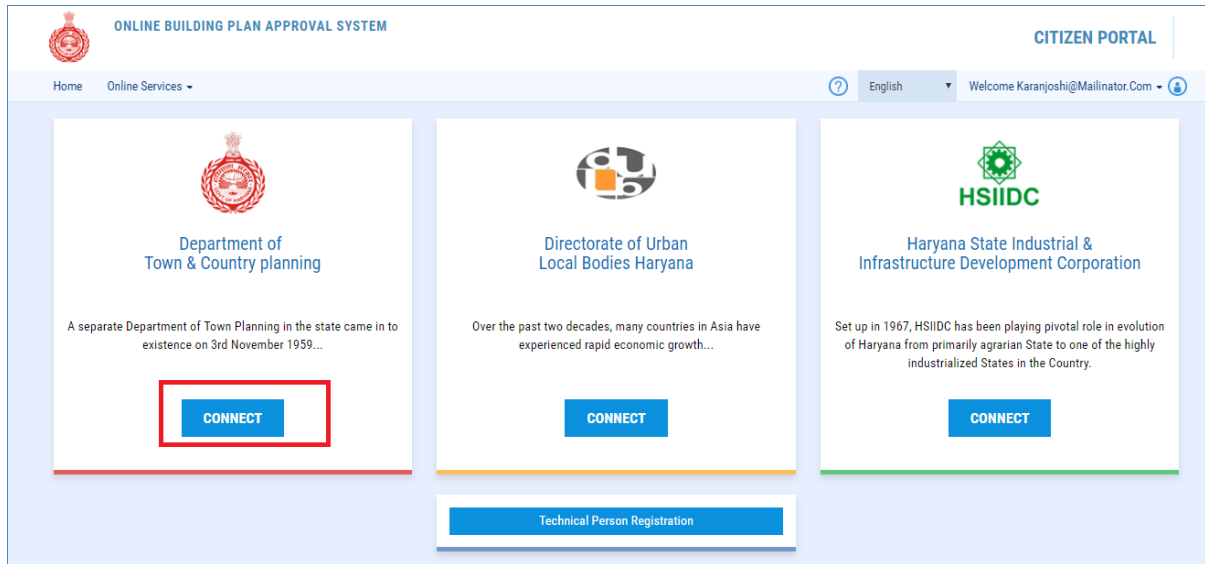 ONLINE BUILDING PLAN APPROVAL SYSTEM
CITIZEN PORTAL
Home Online Services
? English Welcome Karanjoshi@Mailinator.Com
dulb
HSIIDC
Department of
Town & Country planning
Directorate of Urban
Local Bodies Haryana
Haryana State Industrial &
Infrastructure Development Corporation
A separate Department of Town Planning in the state came in to
existence on 3rd November 1959...
Over the past two decades, many countries in Asia have
experienced rapid economic growth...
Set up in 1967, HSIIDC has been playing pivotal role in evolution
of Haryana from primarily agrarian State to one of the highly
industrialized States in the Country.
CONNECT
CONNECT
CONNECT
Technical Person Registration